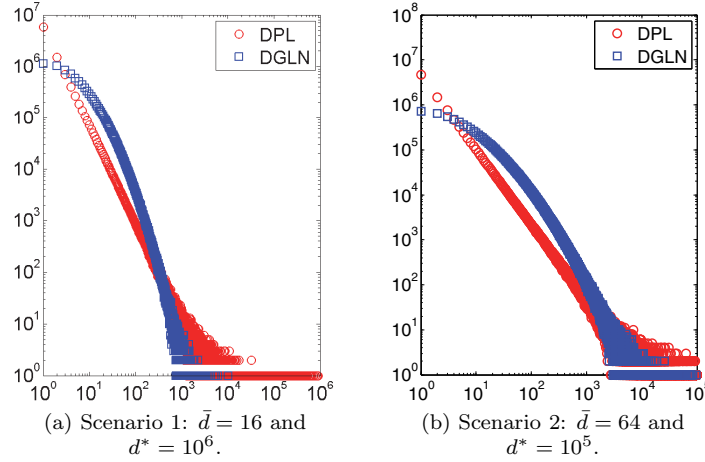 DPL
DGLN
10^7
10^6
10^5
10^4
10^3
10^2
10^1
10^0
10^0 10^1 10^2 10^3 10^4 10^5 10^6
(a) Scenario 1: d̄ = 16 and
d* = 10^6.
DPL
DGLN
10^8
10^7
10^6
10^5
10^4
10^3
10^2
10^1
10^0
10^0 10^1 10^2 10^3 10^4 10^5
(b) Scenario 2: d̄ = 64 and
d* = 10^5.